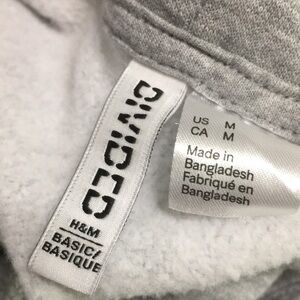 DIVIDED
H&M
BASIC/
BASIQUE
US M
CA M
Made in
Bangladesh
Fabriqué en
Bangladesh